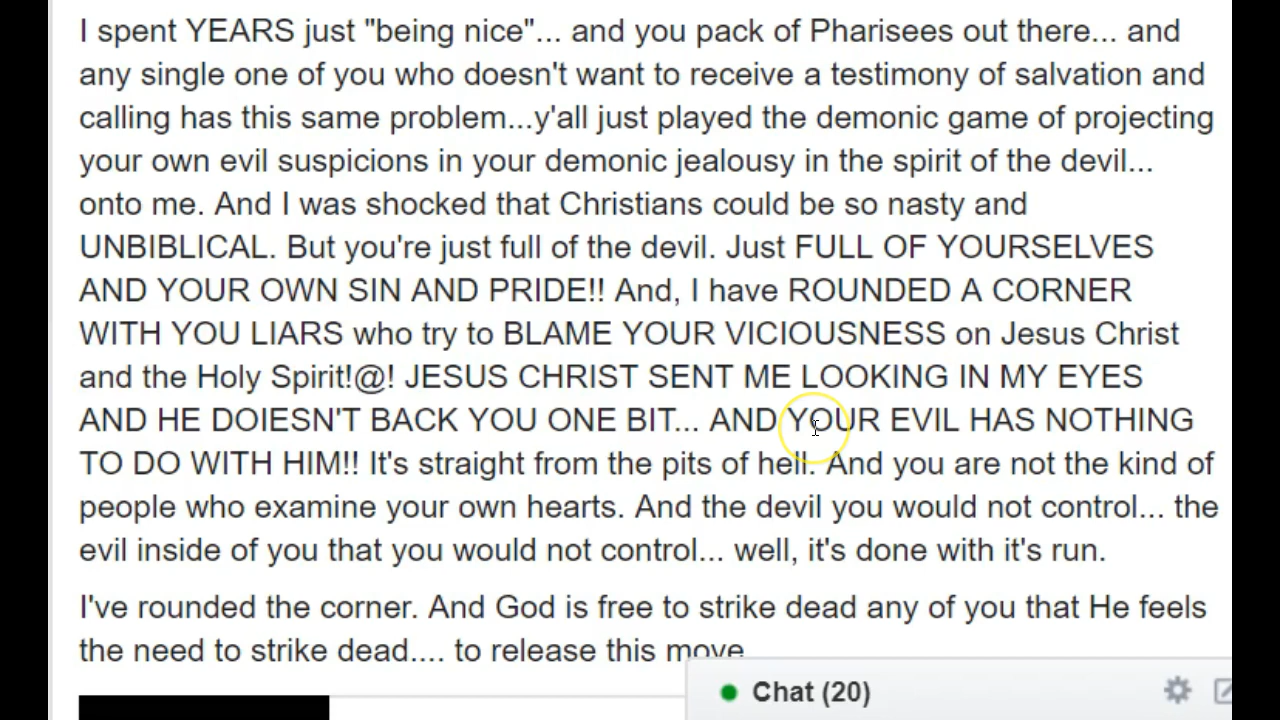 I spent YEARS just "being nice"... and you pack of Pharisees out there... and
any single one of you who doesn't want to receive a testimony of salvation and
calling has this same problem...y'all just played the demonic game of projecting
your own evil suspicions in your demonic jealousy in the spirit of the devil...
onto me. And I was shocked that Christians could be so nasty and
UNBIBLICAL. But you're just full of the devil. Just FULL OF YOURSELVES
AND YOUR OWN SIN AND PRIDE!! And, I have ROUNDED A CORNER
WITH YOU LIARS who try to BLAME YOUR VICIOUSNESS on Jesus Christ
and the Holy Spirit!@! JESUS CHRIST SENT ME LOOKING IN MY EYES
AND HE DOIESN'T BACK YOU ONE BIT... AND YOUR EVIL HAS NOTHING
TO DO WITH HIM!! It's straight from the pits of hell. And you are not the kind of
people who examine your own hearts. And the devil you would not control... the
evil inside of you that you would not control... well, it's done with it's run.
I've rounded the corner. And God is free to strike dead any of you that He feels
the need to strike dead.... to release this move
Chat (20)